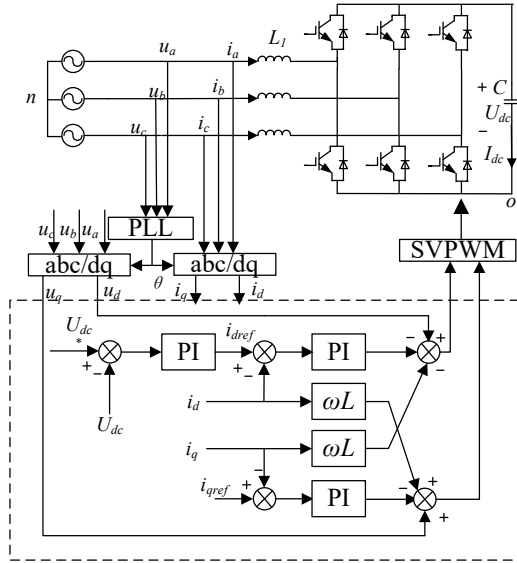 u_a
i_a
L_1
n
u_b
i_b
u_c
i_c
+
C
U_dc
−
I_dc
o
u_c
u_b
u_a
PLL
abc/dq
θ
abc/dq
SVPWM
u_q
u_d
i_q
i_d
U_dc
*
+
−
PI
i_dref
+
−
PI
−
+
−
U_dc
i_d
ωL
i_q
ωL
−
i_qref
+
PI
−
+
+